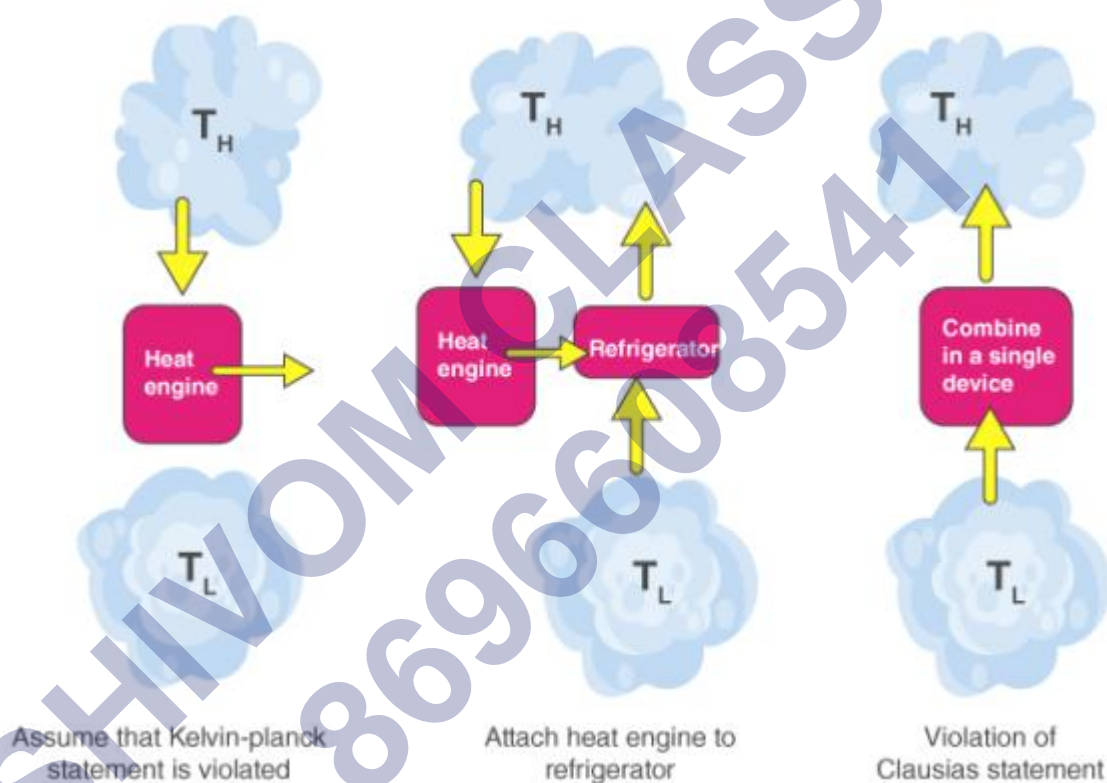 T_H
Heat
engine
T_L
Assume that Kelvin-planck
statement is violated
T_H
Heat
engine
Refrigerator
T_L
Attach heat engine to
refrigerator
T_H
Combine
in a single
device
T_L
Violation of
Clausias statement
SHIVOM CLASS
8696608541